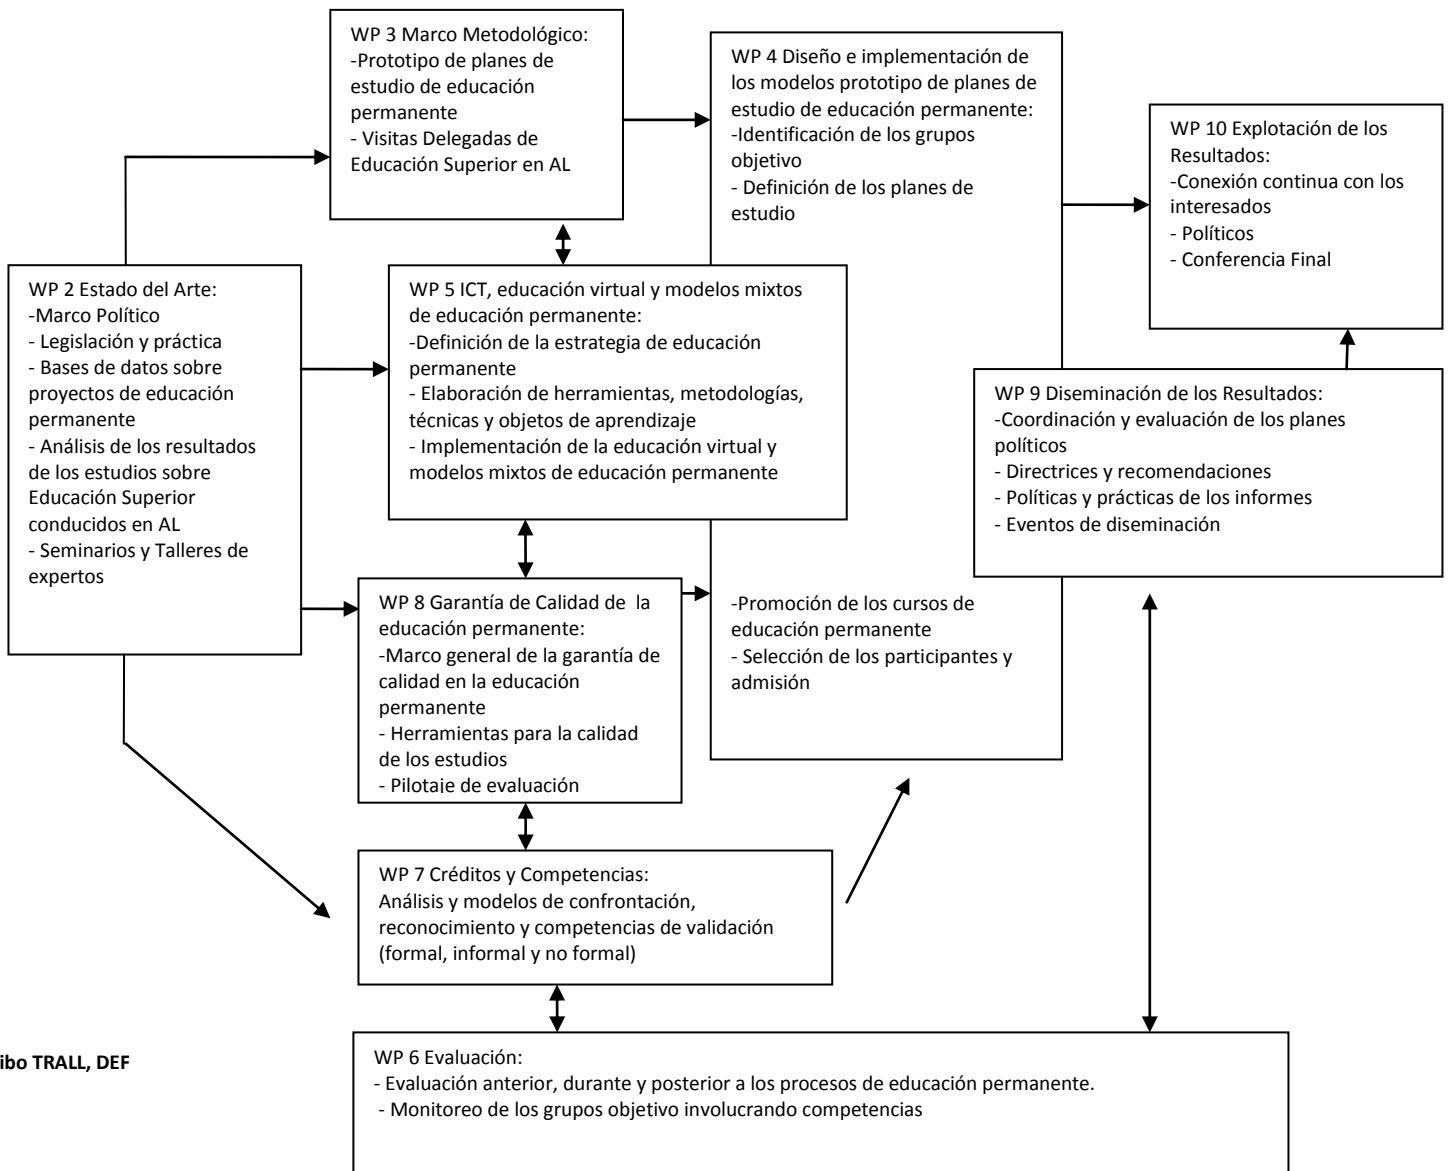 WP 3 Marco Metodológico:
-Prototipo de planes de
estudio de educación
permanente
- Visitas Delegadas de
Educación Superior en AL
WP 4 Diseño e implementación de
los modelos prototipo de planes de
estudio de educación permanente:
-Identificación de los grupos
objetivo
- Definición de los planes de
estudio
WP 10 Explotación de los
Resultados:
-Conexión continua con los
interesados
- Políticos
- Conferencia Final
WP 2 Estado del Arte:
-Marco Político
- Legislación y práctica
- Bases de datos sobre
proyectos de educación
permanente
- Análisis de los resultados
de los estudios sobre
Educación Superior
conducidos en AL
- Seminarios y Talleres de
expertos
WP 5 ICT, educación virtual y modelos mixtos
de educación permanente:
-Definición de la estrategia de educación
permanente
- Elaboración de herramientas, metodologías,
técnicas y objetos de aprendizaje
- Implementación de la educación virtual y
modelos mixtos de educación permanente
WP 9 Diseminación de los Resultados:
-Coordinación y evaluación de los planes
políticos
- Directrices y recomendaciones
- Políticas y prácticas de los informes
- Eventos de diseminación
WP 8 Garantía de Calidad de la
educación permanente:
-Marco general de la garantía de
calidad en la educación
permanente
- Herramientas para la calidad
de los estudios
- Pilotaje de evaluación
-Promoción de los cursos de
educación permanente
- Selección de los participantes y
admisión
WP 7 Créditos y Competencias:
Análisis y modelos de confrontación,
reconocimiento y competencias de validación
(formal, informal y no formal)
WP 6 Evaluación:
- Evaluación anterior, durante y posterior a los procesos de educación permanente.
- Monitoreo de los grupos objetivo involucrando competencias
ibo TRALL, DEF